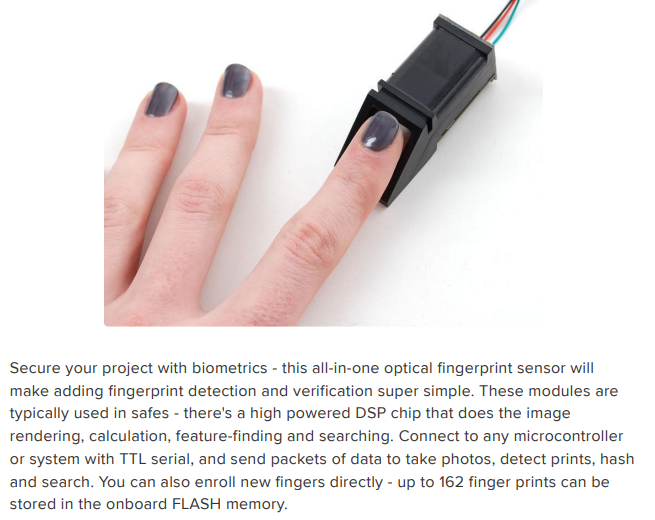 Secure your project with biometrics - this all-in-one optical fingerprint sensor will
make adding fingerprint detection and verification super simple. These modules are
typically used in safes - there's a high powered DSP chip that does the image
rendering, calculation, feature-finding and searching. Connect to any microcontroller
or system with TTL serial, and send packets of data to take photos, detect prints, hash
and search. You can also enroll new fingers directly - up to 162 finger prints can be
stored in the onboard FLASH memory.